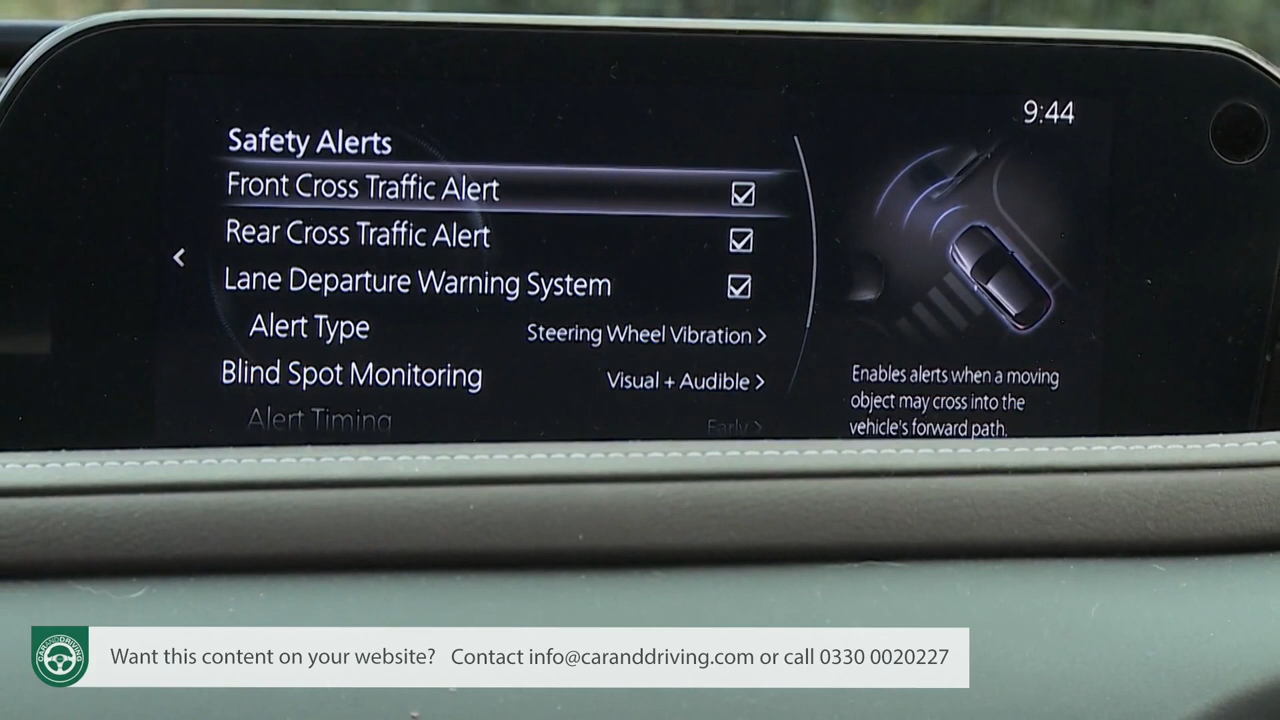 9:44
Safety Alerts
Front Cross Traffic Alert
Rear Cross Traffic Alert
Lane Departure Warning System
Alert Type Steering Wheel Vibration >
Blind Spot Monitoring Visual + Audible >
Alert Timing Early >
Enables alerts when a moving
object may cross into the
vehicle's forward path.
CARANDDRIVING
Want this content on your website? Contact info@caranddriving.com or call 0330 0020227